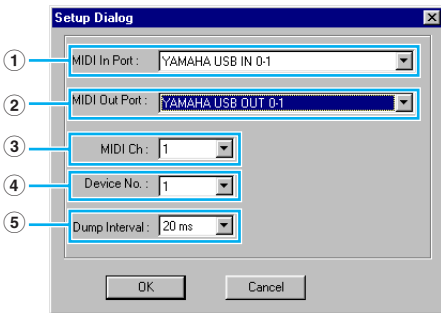 Setup Dialog
① MIDI In Port : YAMAHA USB IN 0-1
② MIDI Out Port : YAMAHA USB OUT 0-1
③ MIDI Ch : 1
④ Device No. : 1
⑤ Dump Interval : 20 ms
OK Cancel